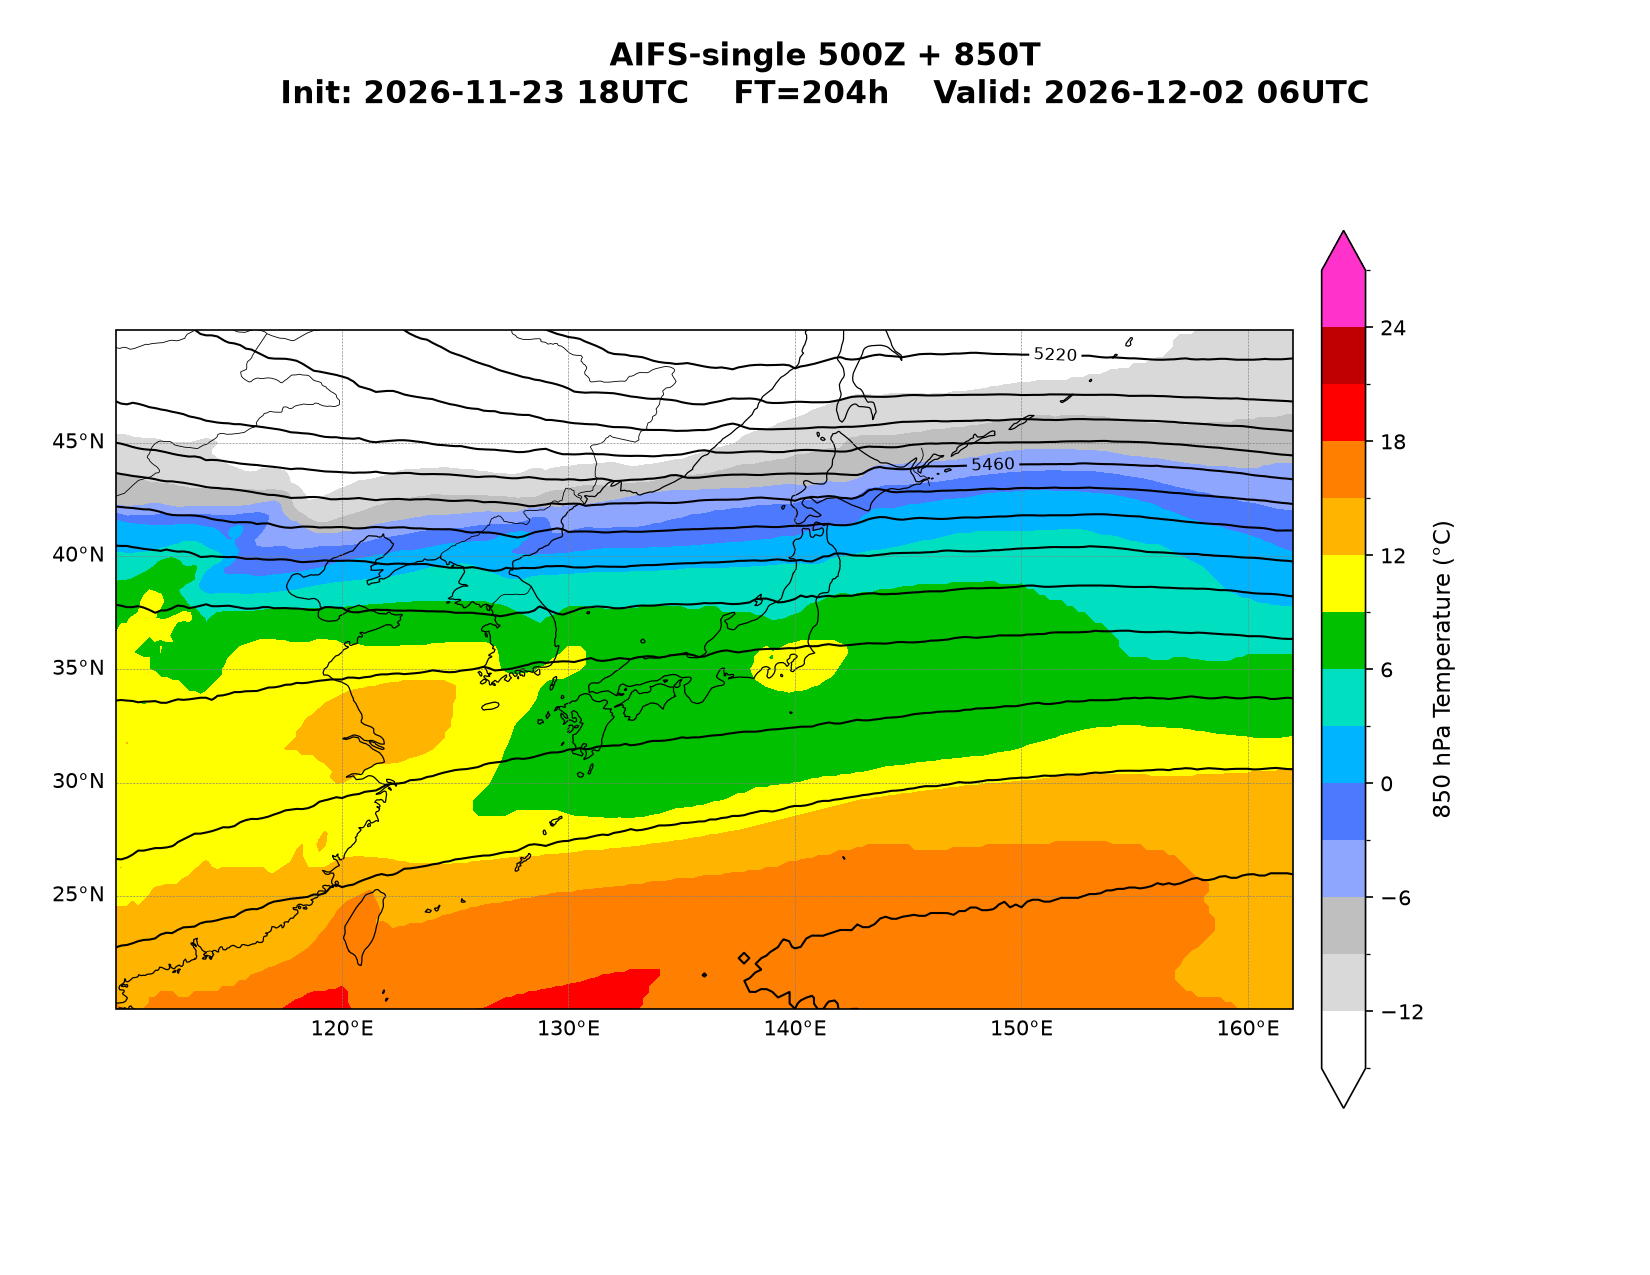 AIFS-single 500Z + 850T
Init: 2026-11-23 18UTC    FT=204h    Valid: 2026-12-02 06UTC
5220
5460
45°N
40°N
35°N
30°N
25°N
120°E
130°E
140°E
150°E
160°E
24
18
12
6
0
−6
−12
850 hPa Temperature (°C)